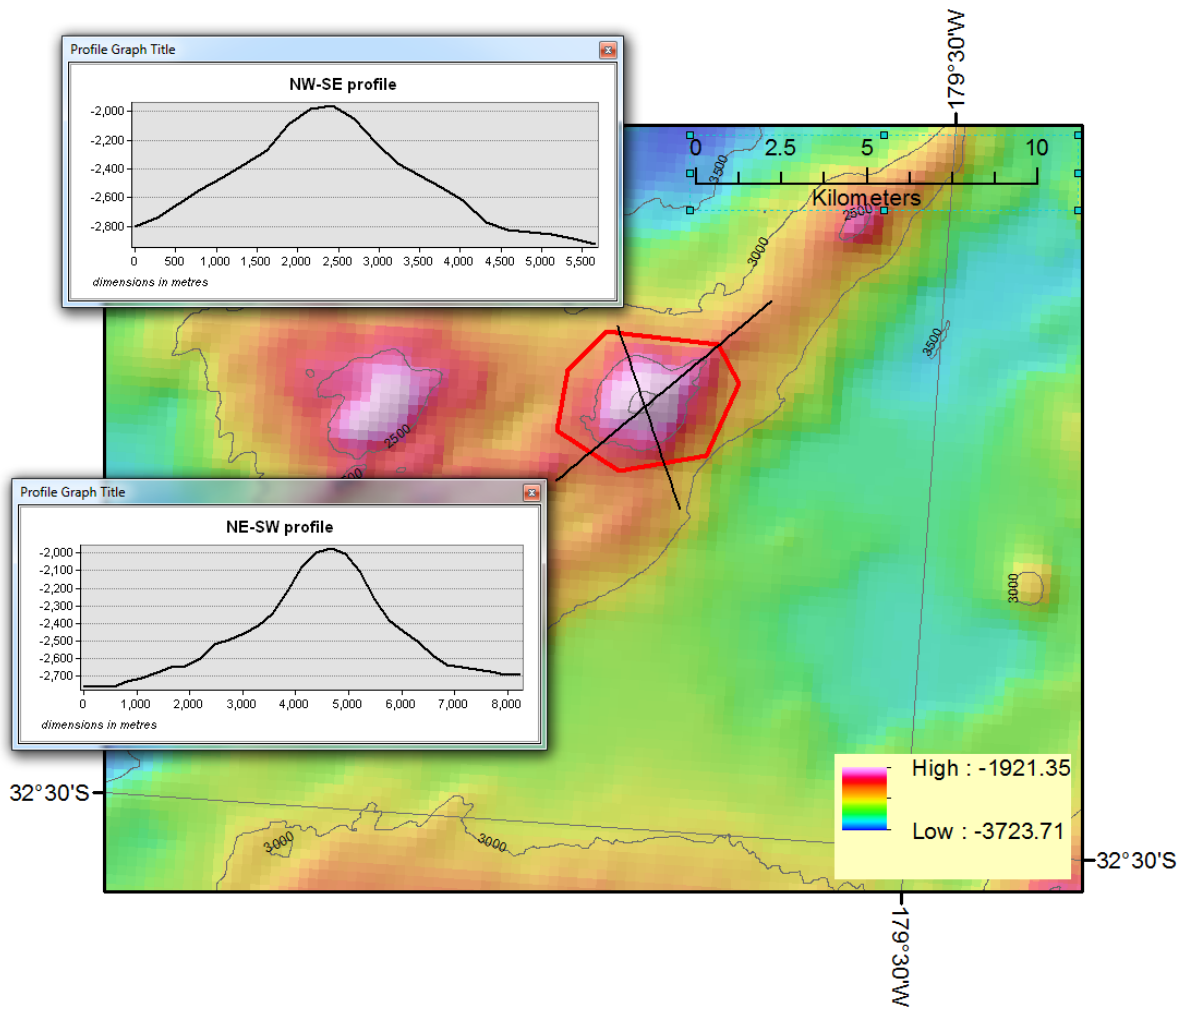 Profile Graph Title
NW-SE profile
-2,000
-2,200
-2,400
-2,600
-2,800
0 500 1,000 1,500 2,000 2,500 3,000 3,500 4,000 4,500 5,000 5,500
dimensions in metres
179°30'W
0 2.5 5 10
Kilometers
3500
2500
3000
3500
2500
Profile Graph Title
NE-SW profile
-2,000
-2,100
-2,200
-2,300
-2,400
-2,500
-2,600
-2,700
0 1,000 2,000 3,000 4,000 5,000 6,000 7,000 8,000
dimensions in metres
3000
32°30'S
High : -1921.35
Low : -3723.71
3000
3000
32°30'S
179°30'W